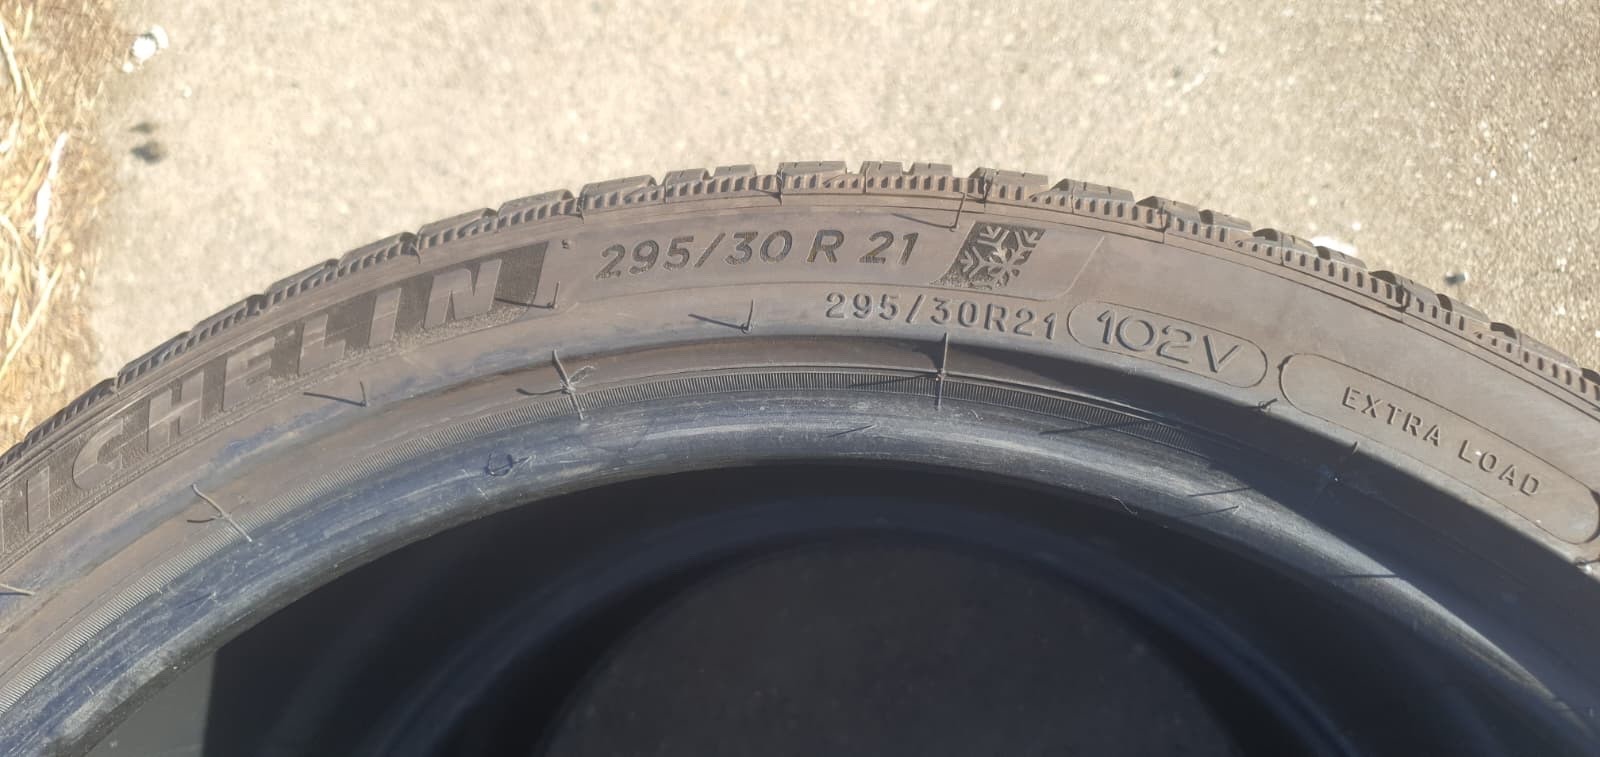 MICHELIN
295/30 R 21
295/30R21 102V
EXTRA LOAD